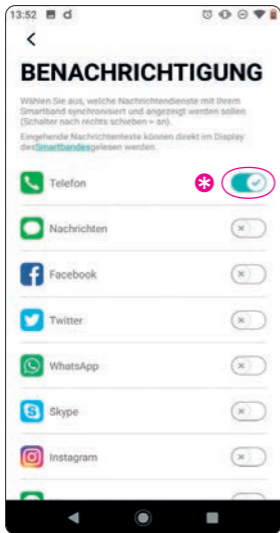 13:52
BENACHRICHTIGUNG
Wählen Sie aus, welche Nachrichtendienste mit Ihrem
Smartband synchronisiert und angezeigt werden sollen
(Schalter nach rechts schieben = an).
Eingehende Nachrichtentexte können direkt im Display
desSmartbandesgelesen werden.
Telefon
Nachrichten
Facebook
Twitter
WhatsApp
Skype
Instagram